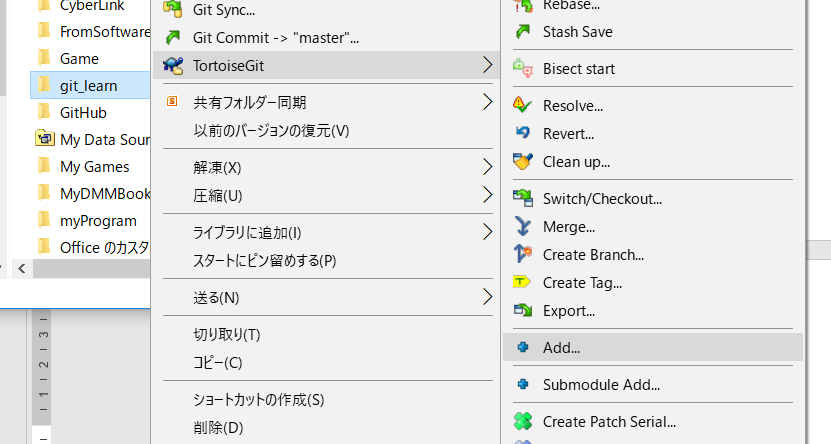 CyberLink
FromSoftware
Game
git_learn
GitHub
My Data Sour
My Games
MyDMMBook
myProgram
Office のカスタ
Git Sync...
Git Commit -> "master"...
TortoiseGit
共有フォルダー同期
以前のバージョンの復元(V)
解凍(X)
圧縮(U)
ライブラリに追加(I)
スタートにピン留めする(P)
送る(N)
切り取り(T)
コピー(C)
ショートカットの作成(S)
削除(D)
Rebase...
Stash Save
Bisect start
Resolve...
Revert...
Clean up...
Switch/Checkout...
Merge...
Create Branch...
Create Tag...
Export...
Add...
Submodule Add...
Create Patch Serial...
3
2
1